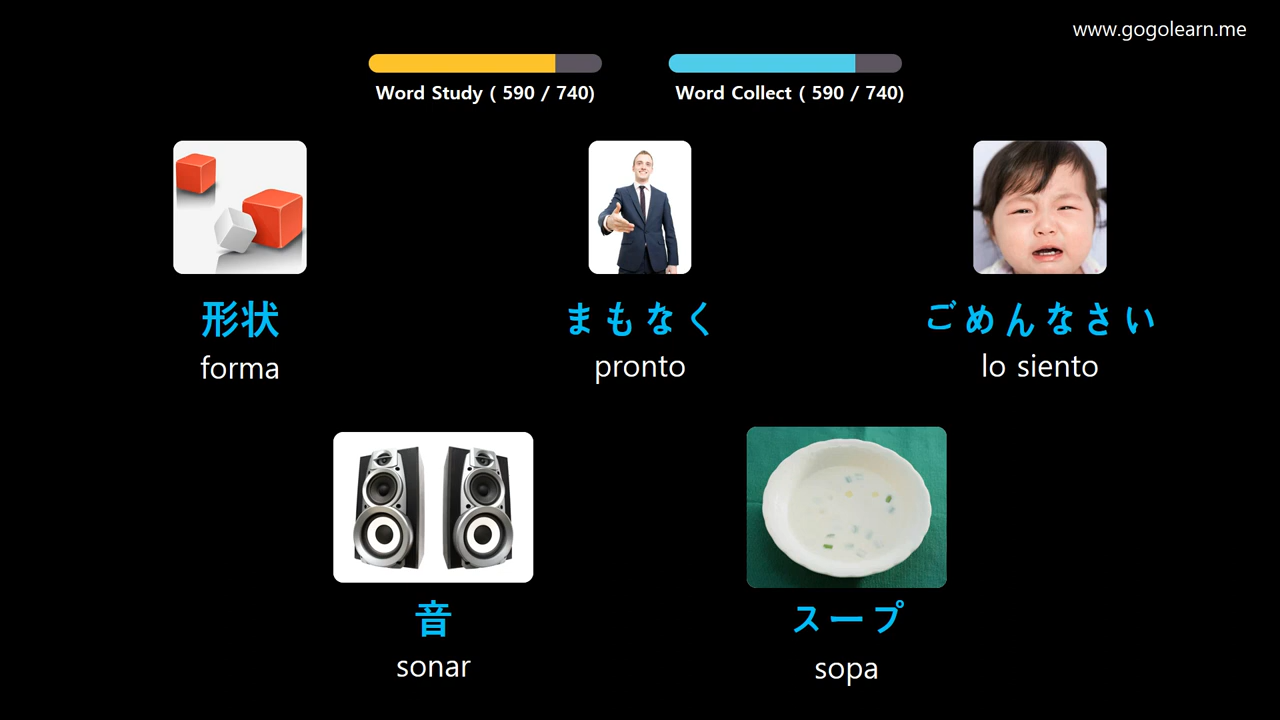 www.gogolearn.me
Word Study ( 590 / 740)
Word Collect ( 590 / 740)
形状
forma
まもなく
pronto
ごめんなさい
lo siento
音
sonar
スープ
sopa